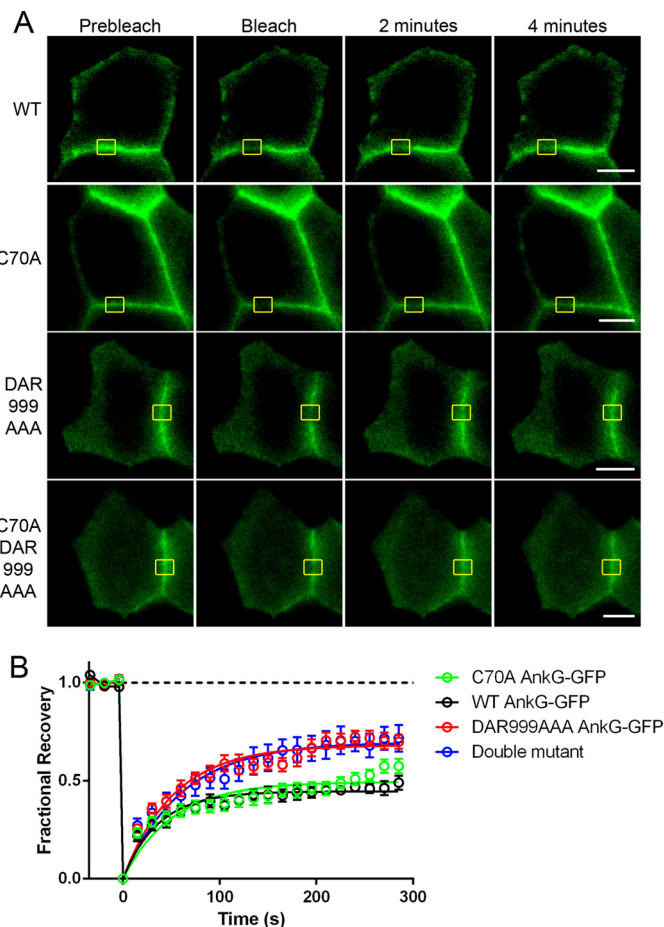 A
Prebleach Bleach 2 minutes 4 minutes
WT
C70A
DAR
999
AAA
C70A
DAR
999
AAA
B
Fractional Recovery
1.0
0.5
0.0
0 100 200 300
Time (s)
C70A AnkG-GFP
WT AnkG-GFP
DAR999AAA AnkG-GFP
Double mutant